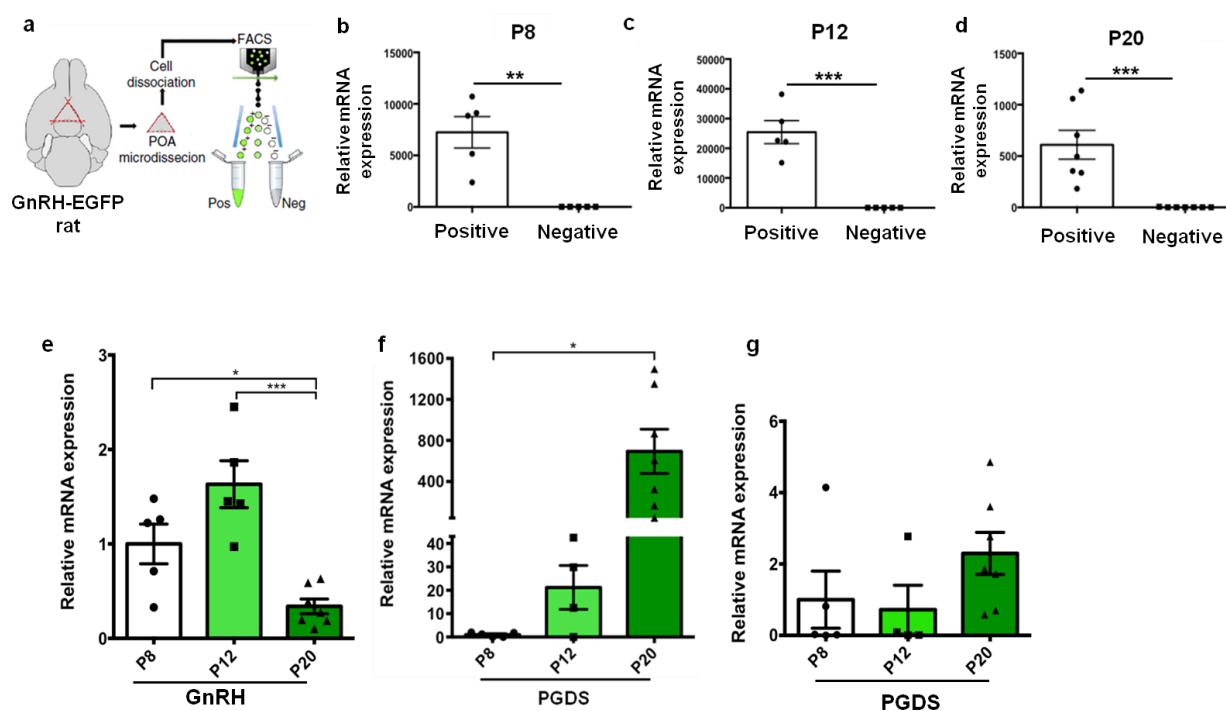 a
FACS
Cell
dissociation
POA
microdissecion
GnRH-EGFP
rat
+
-
Pos
Neg
b
P8
Relative mRNA
expression
15000
10000
5000
0
**
Positive
Negative
c
P12
Relative mRNA
expression
50000
40000
30000
20000
10000
0
***
Positive
Negative
d
P20
Relative mRNA
expression
1500
1000
500
0
***
Positive
Negative
e
Relative mRNA expression
3
2
1
0
*
***
P8
P12
P20
GnRH
f
Relative mRNA expression
1600
1200
800
400
40
30
20
10
0
*
P8
P12
P20
PGDS
g
Relative mRNA expression
6
4
2
0
P8
P12
P20
PGDS